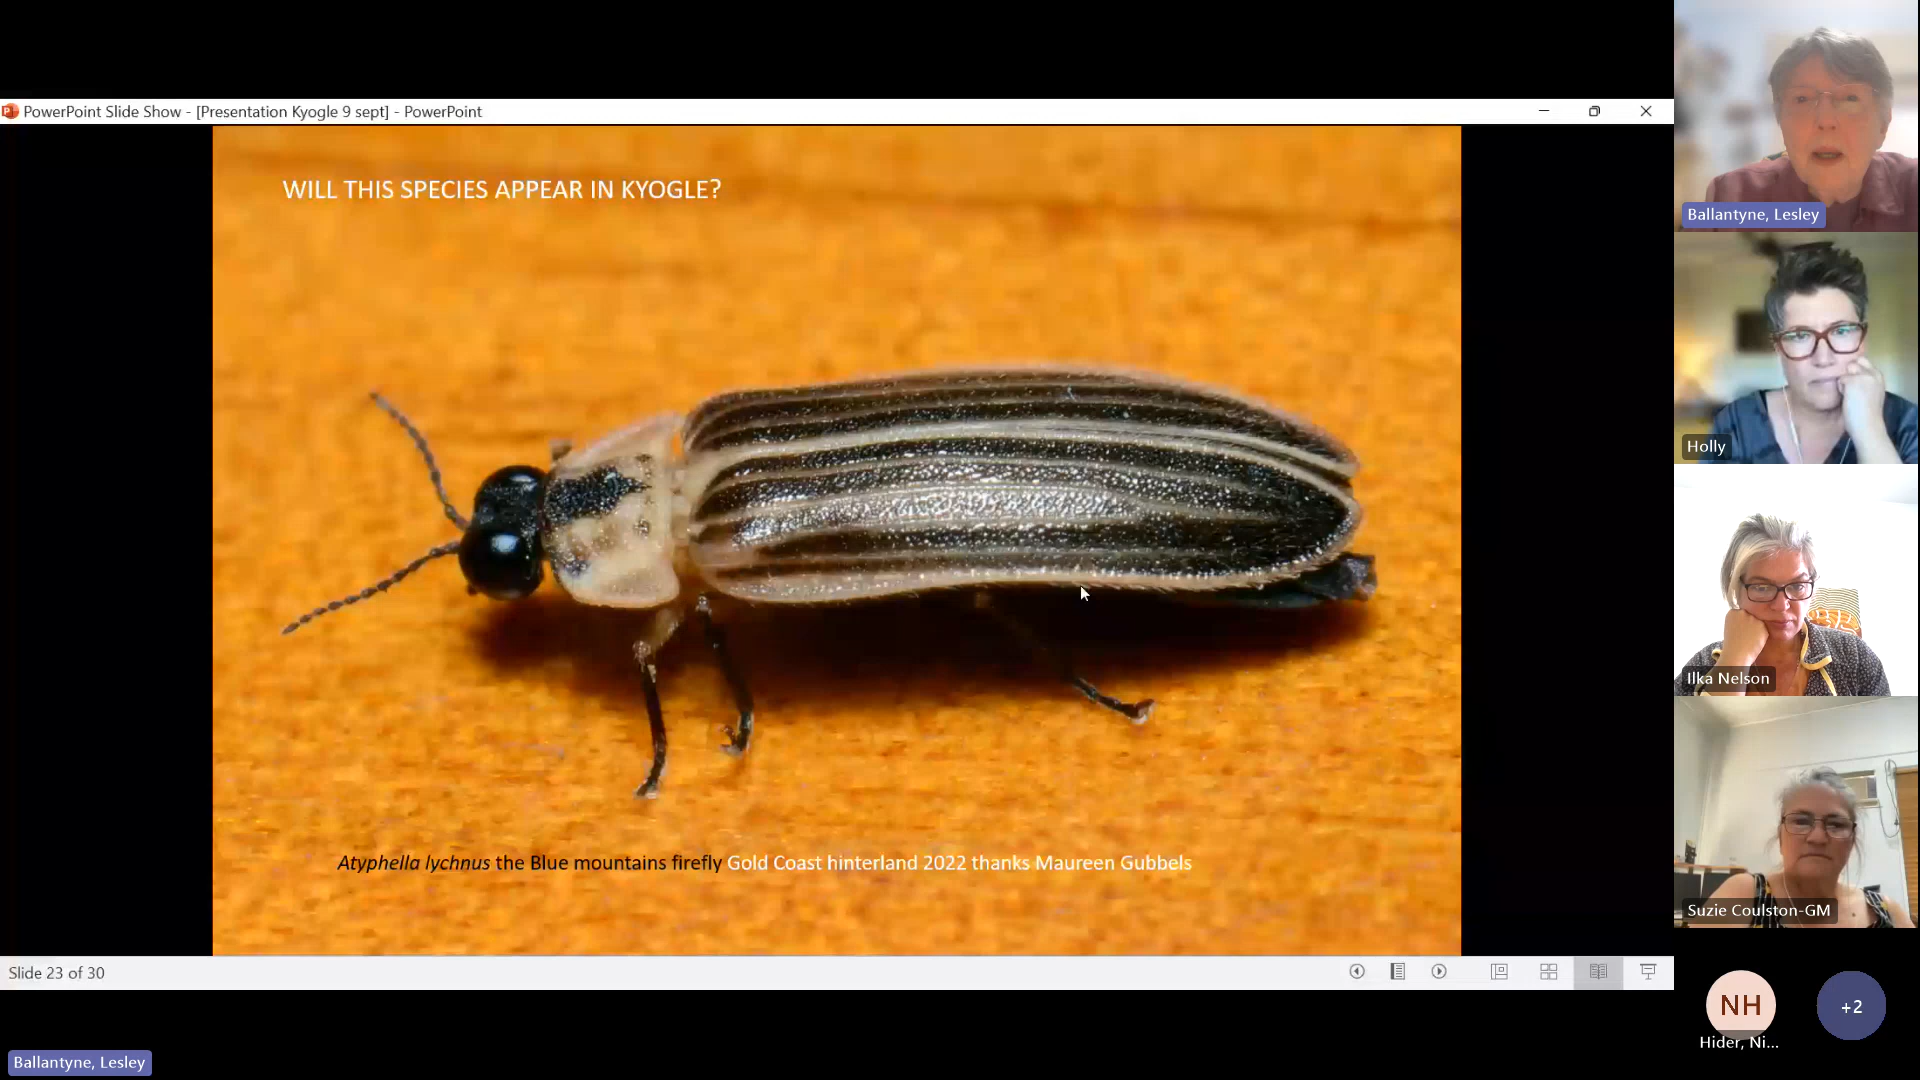 PowerPoint Slide Show - [Presentation Kyogle 9 sept] - PowerPoint
WILL THIS SPECIES APPEAR IN KYOGLE?
Atyphella lychnus the Blue mountains firefly Gold Coast hinterland 2022 thanks Maureen Gubbels
Slide 23 of 30
Ballantyne, Lesley
Ballantyne, Lesley
Holly
Ilka Nelson
Suzie Coulston-GM
NH
+2
Hider, Ni...